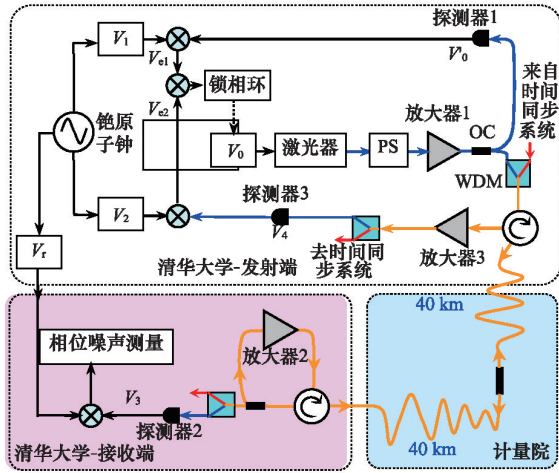 探测器1
V₁
V_e1
V'₀
来自
时间
同步
系统
铯原
子钟
V_e2
锁相环
放大器1
OC
V₀
激光器
PS
WDM
探测器3
V₂
V₄
放大器3
V_r
去时间同
步系统
清华大学-发射端
40 km
相位噪声测量
放大器2
V₃
探测器2
清华大学-接收端
40 km
计量院